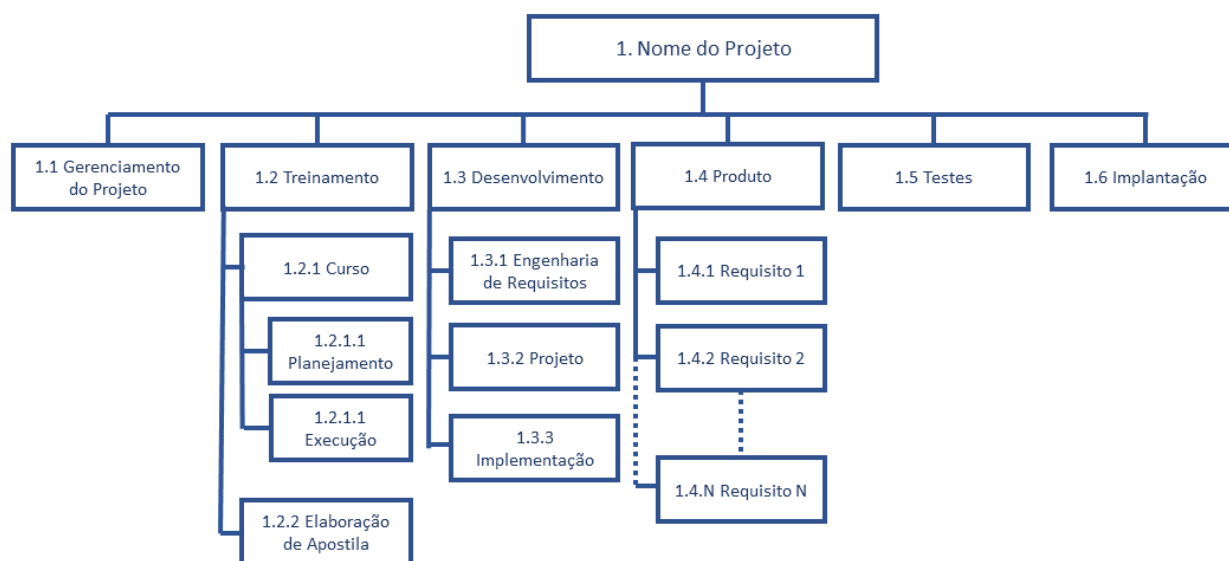 1. Nome do Projeto
1.1 Gerenciamento
do Projeto
1.2 Treinamento
1.3 Desenvolvimento
1.4 Produto
1.5 Testes
1.6 Implantação
1.2.1 Curso
1.2.1.1
Planejamento
1.2.1.1
Execução
1.2.2 Elaboração
de Apostila
1.3.1 Engenharia
de Requisitos
1.3.2 Projeto
1.3.3
Implementação
1.4.1 Requisito 1
1.4.2 Requisito 2
1.4.N Requisito N